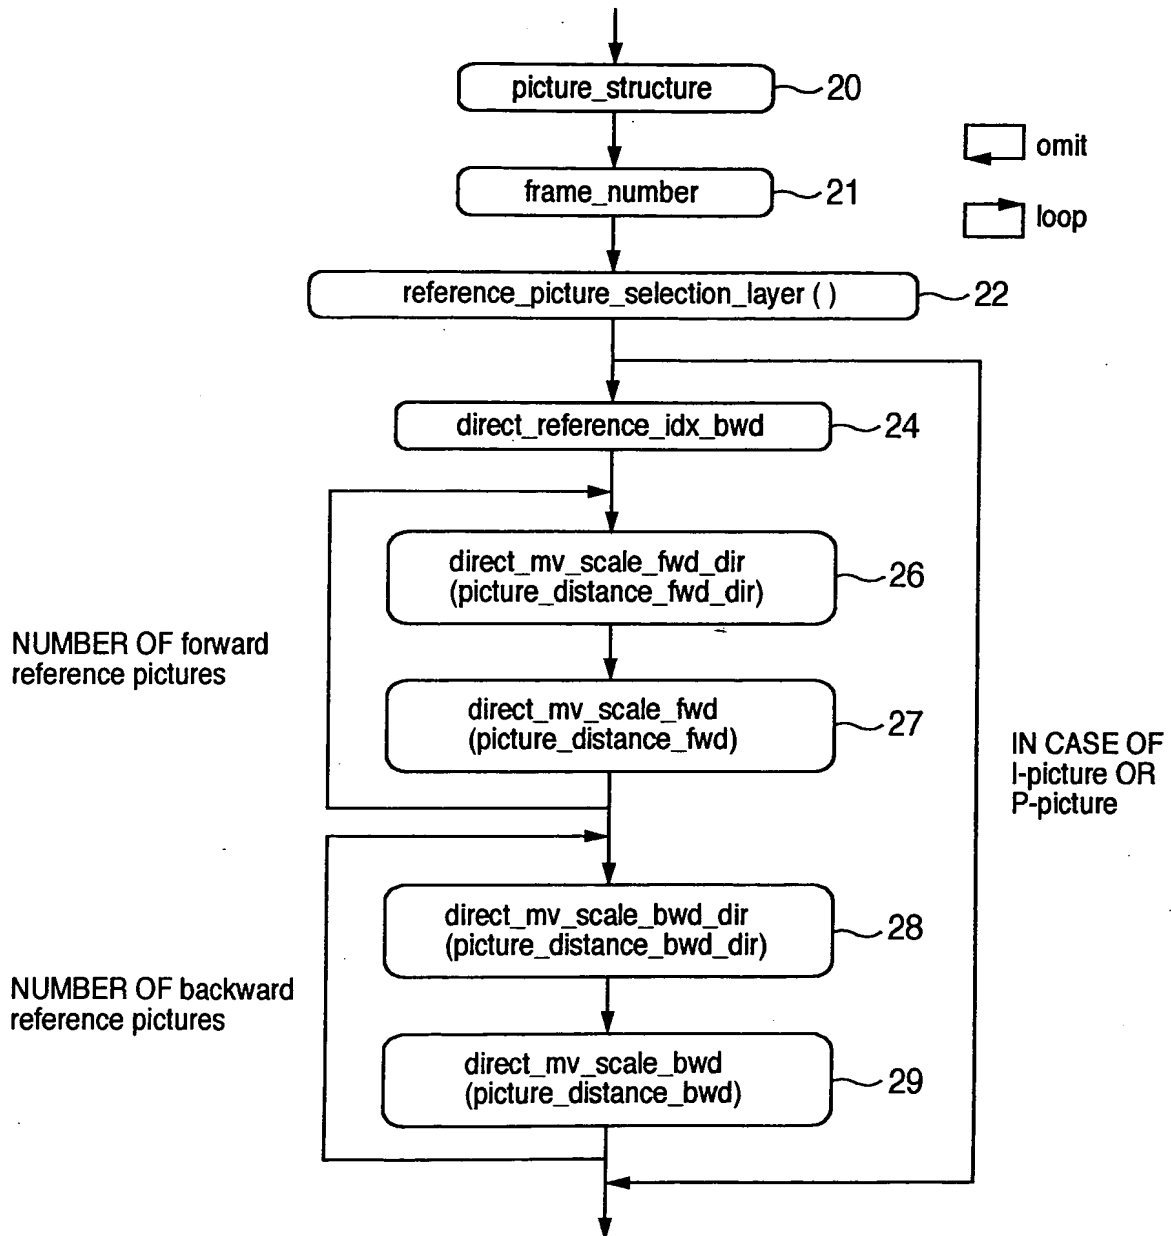 picture_structure
20
omit
frame_number
21
loop
reference_picture_selection_layer ( )
22
direct_reference_idx_bwd
24
direct_mv_scale_fwd_dir
(picture_distance_fwd_dir)
26
NUMBER OF forward
reference pictures
direct_mv_scale_fwd
(picture_distance_fwd)
27
IN CASE OF
I-picture OR
P-picture
direct_mv_scale_bwd_dir
(picture_distance_bwd_dir)
28
NUMBER OF backward
reference pictures
direct_mv_scale_bwd
(picture_distance_bwd)
29